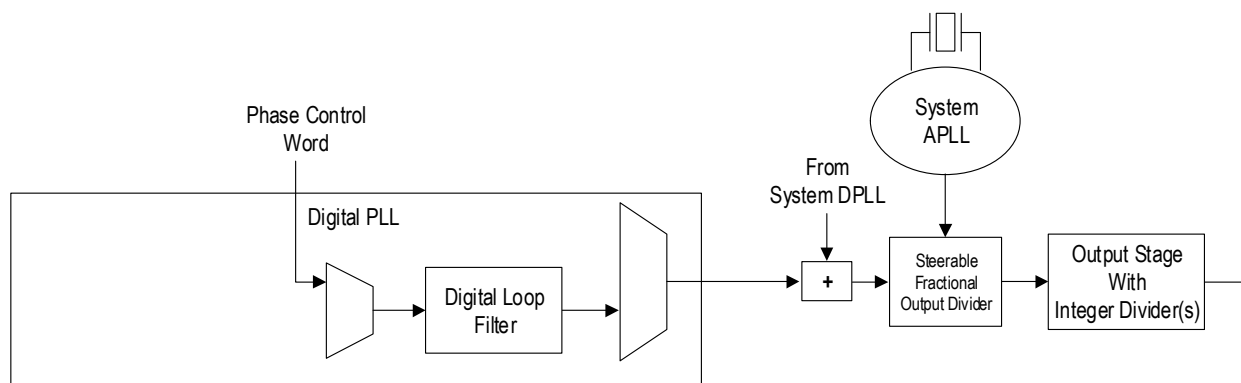 Phase Control
Word
Digital PLL
Digital Loop
Filter
From
System DPLL
+
System
APLL
Steerable
Fractional
Output Divider
Output Stage
With
Integer Divider(s)